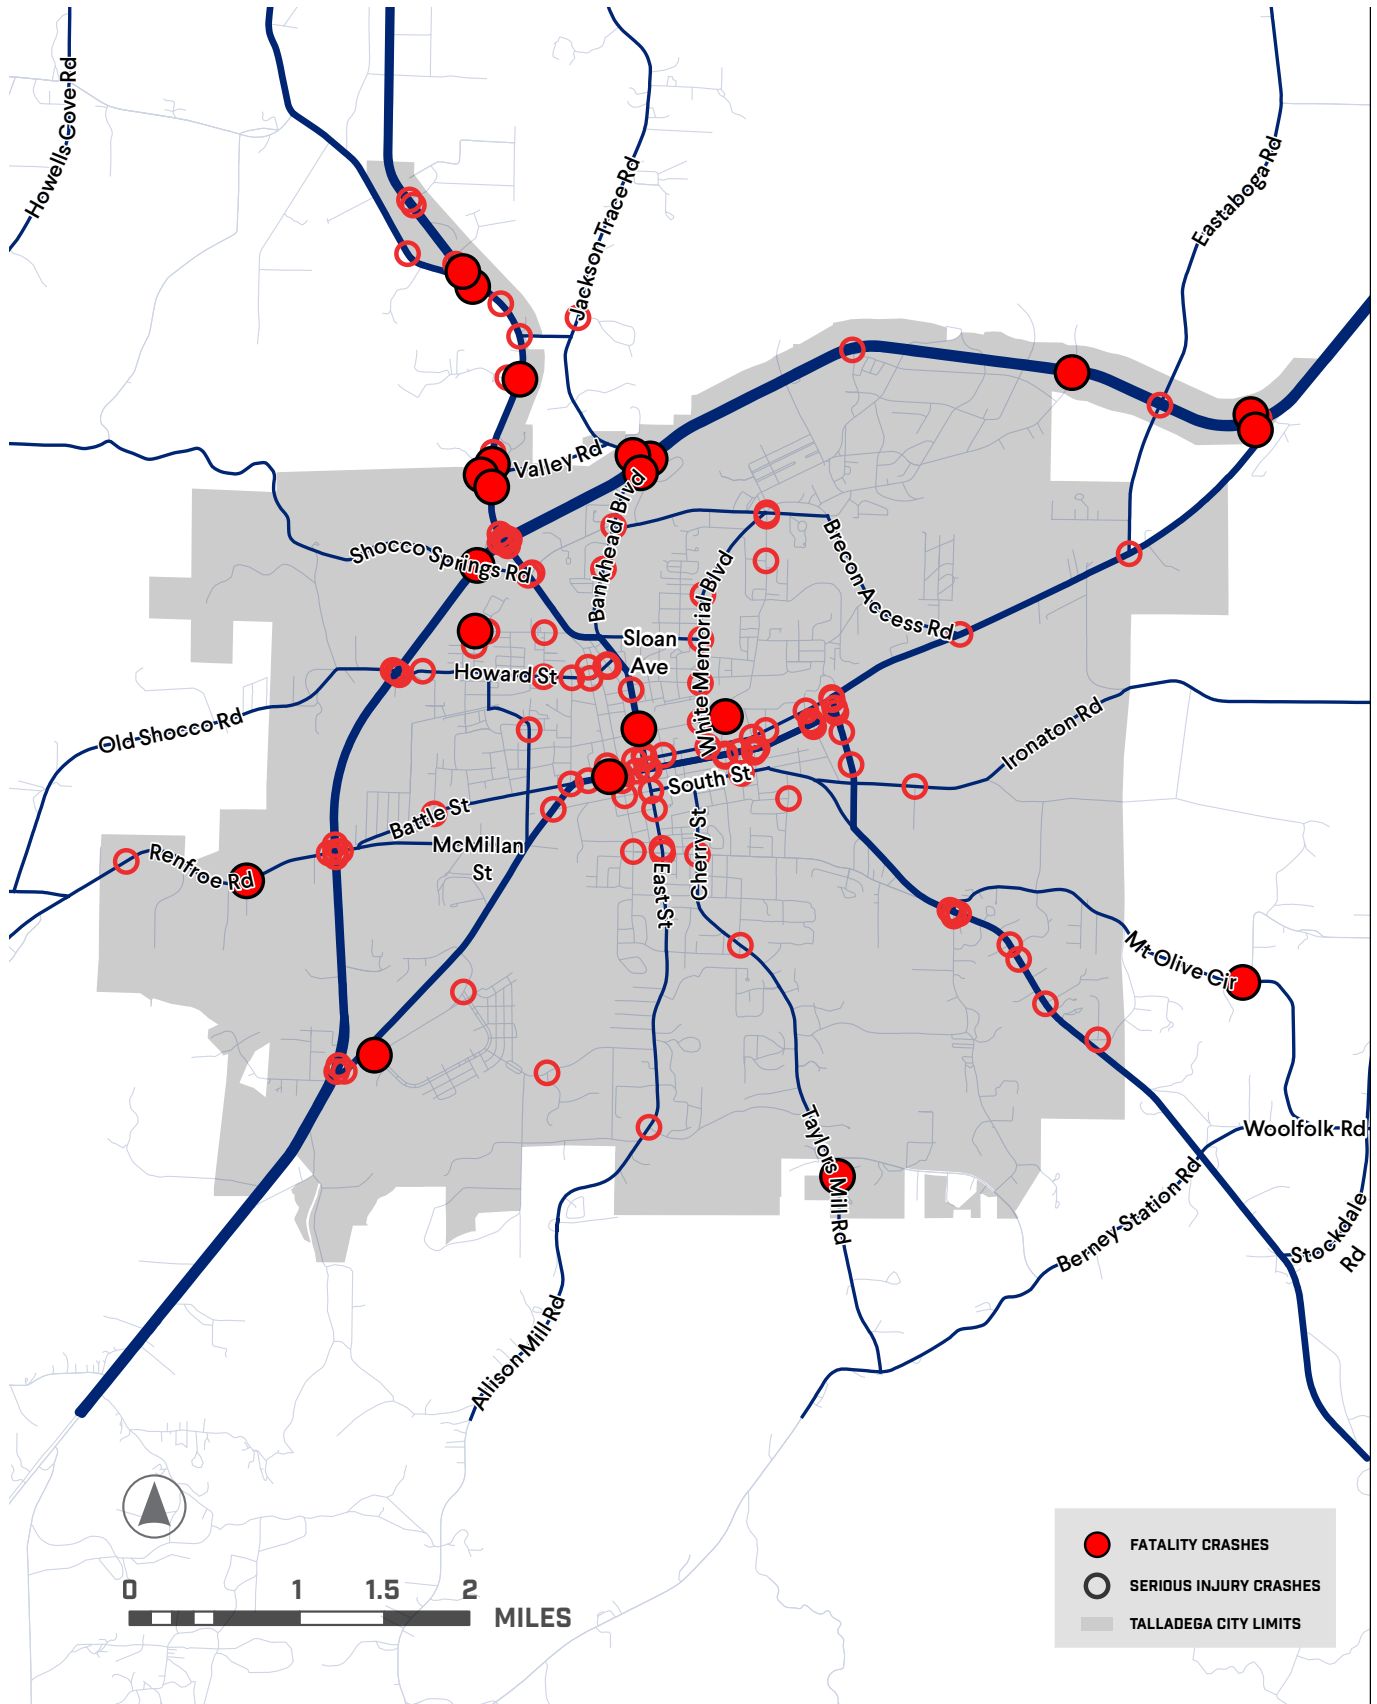 Howells Cove Rd
Jackson Trace Rd
Eastaboga Rd
Valley Rd
Bankhead Blvd
Shocco Springs Rd
White Memorial Blvd
Brecon Access Rd
Sloan
Ave
Howard St
Old Shocco Rd
Ironaton Rd
South St
Battle St
McMillan
St
Renfroe Rd
Cherry St
East St
Mt Olive Cir
Taylors Mill Rd
Woolfolk Rd
Berney Station Rd
Stockdale
Rd
Allison Mill Rd
0 1 1.5 2
MILES
FATALITY CRASHES
SERIOUS INJURY CRASHES
TALLADEGA CITY LIMITS